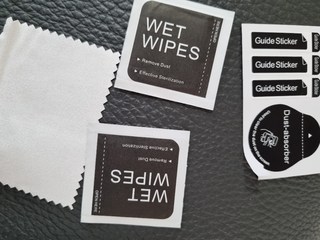 WET
WIPES
Remove Dust
Effective Sterilization
WET
WIPES
Remove Dust
Effective Sterilization
Guide Sticker
Guide Sticker
Guide Sticker
Dust-absorber